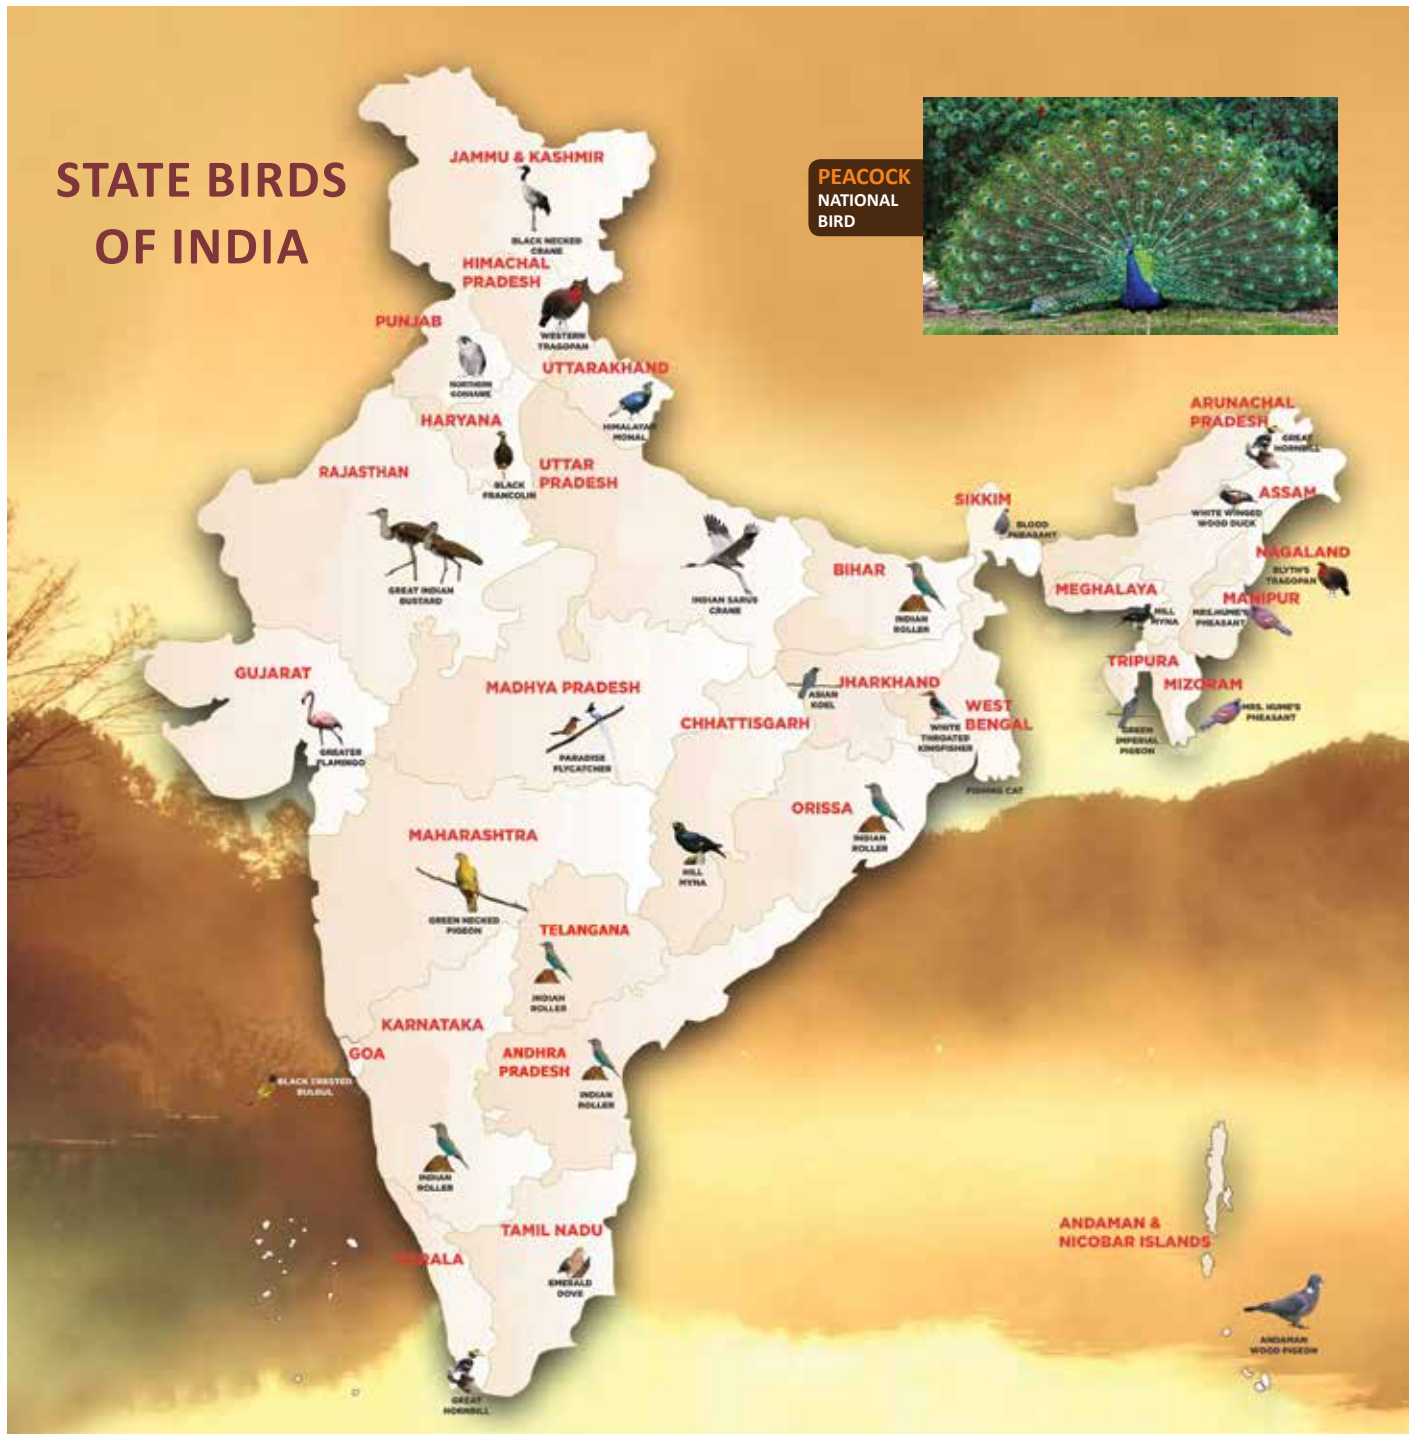 STATE BIRDS
OF INDIA
PEACOCK
NATIONAL
BIRD
JAMMU & KASHMIR
BLACK NECKED
CRANE
HIMACHAL
PRADESH
WESTERN
TRAGOPAN
PUNJAB
NORTHERN
GOSHAWK
UTTARAKHAND
HIMALAYAN
MONAL
HARYANA
BLACK
FRANCOLIN
UTTAR
PRADESH
INDIAN SARUS
CRANE
RAJASTHAN
GREAT INDIAN
BUSTARD
ARUNACHAL
PRADESH
GREAT
HORNBILL
ASSAM
WHITE WINGED
WOOD DUCK
SIKKIM
BLOOD
PHEASANT
NAGALAND
BLYTH'S
TRAGOPAN
BIHAR
INDIAN
ROLLER
MEGHALAYA
HILL
MYNA
MANIPUR
MRS.HUME'S
PHEASANT
TRIPURA
GREEN
IMPERIAL
PIGEON
MIZORAM
MRS. HUME'S
PHEASANT
GUJARAT
GREATER
FLAMINGO
MADHYA PRADESH
PARADISE
FLYCATCHER
JHARKHAND
ASIAN
KOEL
WEST
BENGAL
WHITE
THROATED
KINGFISHER
FISHING CAT
CHHATTISGARH
HILL
MYNA
ORISSA
INDIAN
ROLLER
MAHARASHTRA
GREEN NECKED
PIGEON
TELANGANA
INDIAN
ROLLER
KARNATAKA
INDIAN
ROLLER
GOA
BLACK CRESTED
BULBUL
ANDHRA
PRADESH
INDIAN
ROLLER
TAMIL NADU
EMERALD
DOVE
KERALA
GREAT
HORNBILL
ANDAMAN &
NICOBAR ISLANDS
ANDAMAN
WOOD PIGEON